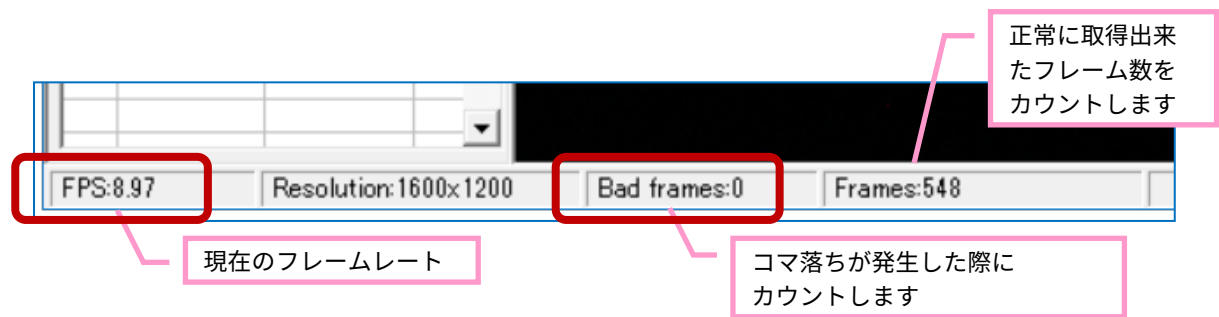 正常に取得出来
たフレーム数を
カウントします
FPS:8.97
Resolution:1600×1200
Bad frames:0
Frames:548
現在のフレームレート
コマ落ちが発生した際に
カウントします